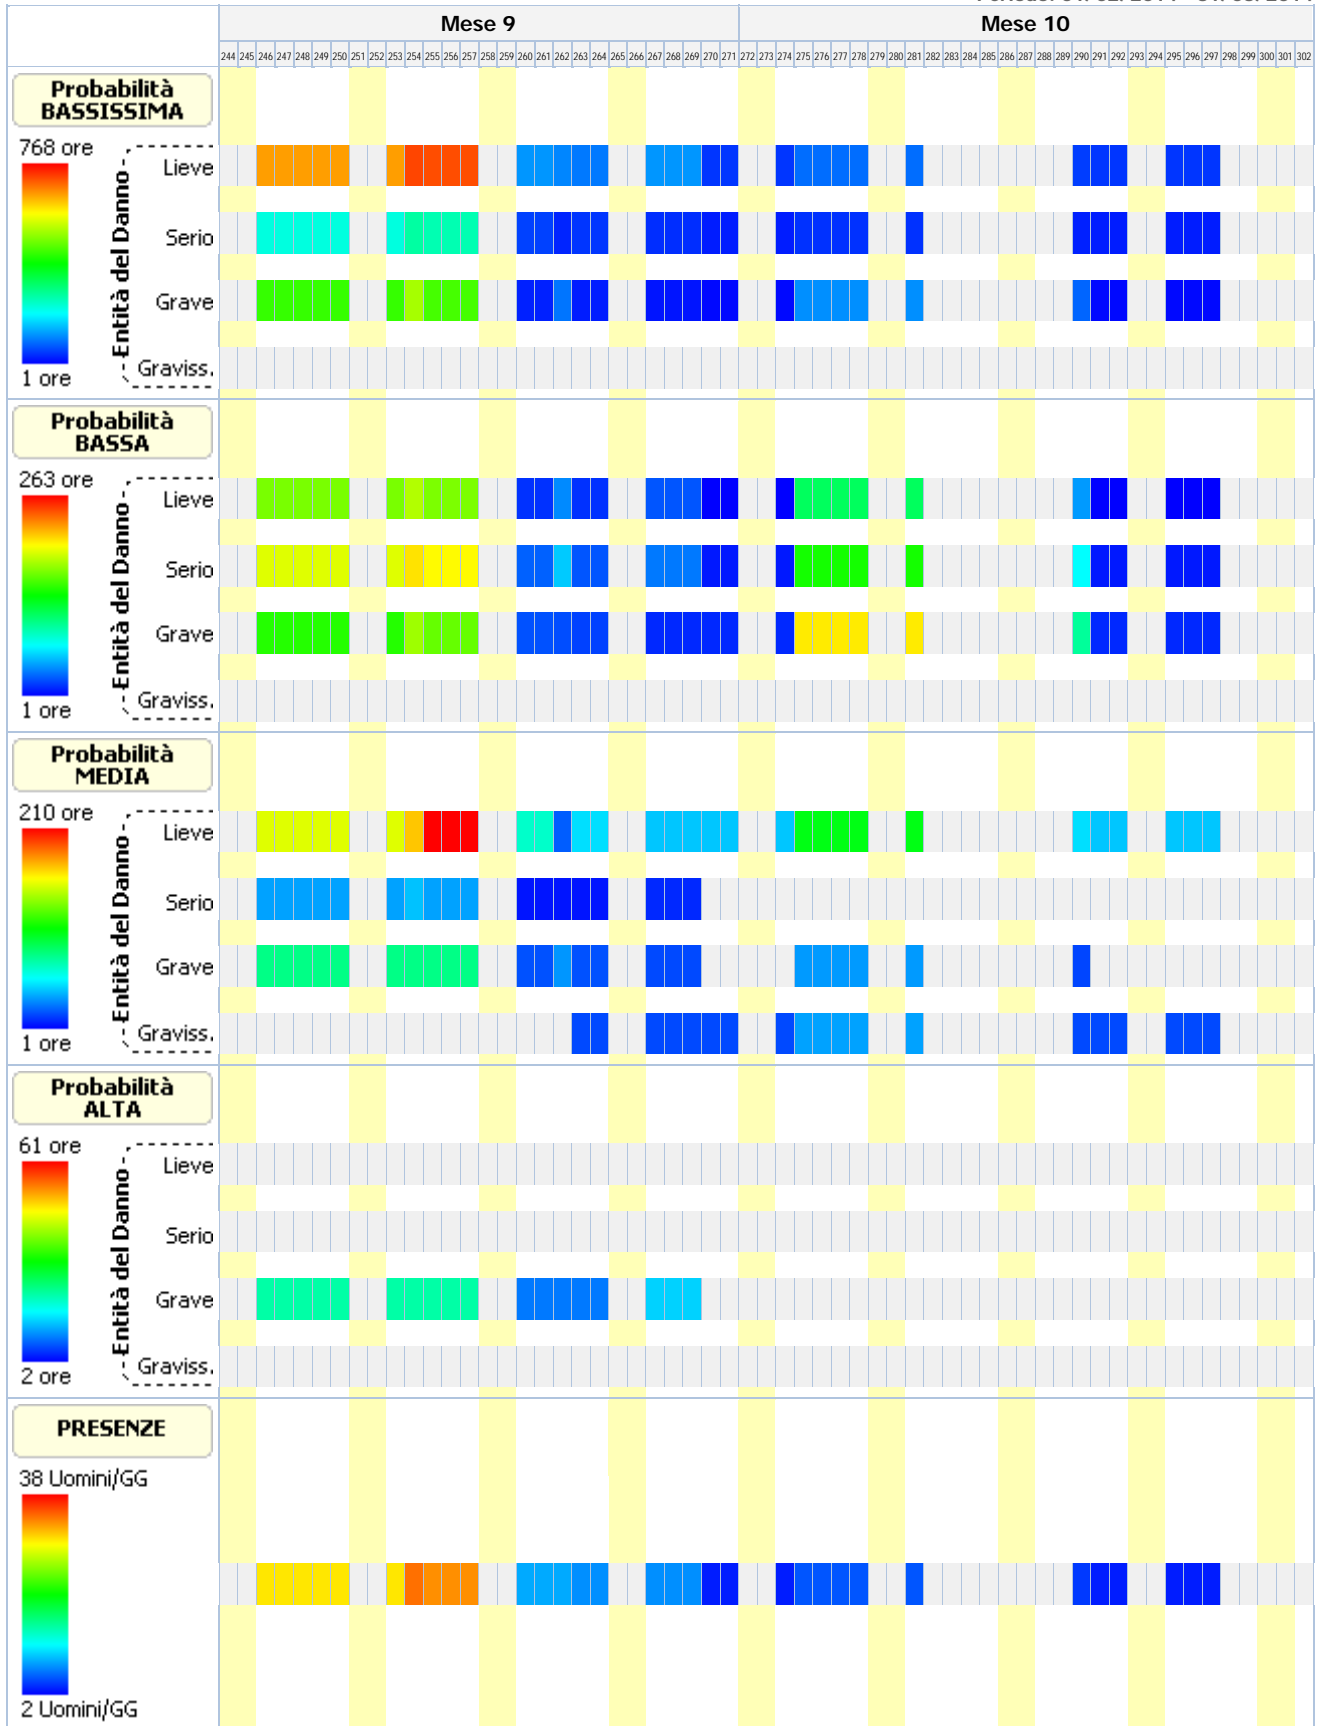 Mese 9 Mese 10
244 245 246 247 248 249 250 251 252 253 254 255 256 257 258 259 260 261 262 263 264 265 266 267 268 269 270 271 272 273 274 275 276 277 278 279 280 281 282 283 284 285 286 287 288 289 290 291 292 293 294 295 296 297 298 299 300 301 302
Probabilità
BASSISSIMA
768 ore
Entità del Danno
Lieve
Serio
Grave
Graviss.
1 ore
Probabilità
BASSA
263 ore
Entità del Danno
Lieve
Serio
Grave
Graviss.
1 ore
Probabilità
MEDIA
210 ore
Entità del Danno
Lieve
Serio
Grave
Graviss.
1 ore
Probabilità
ALTA
61 ore
Entità del Danno
Lieve
Serio
Grave
Graviss.
2 ore
PRESENZE
38 Uomini/GG
2 Uomini/GG